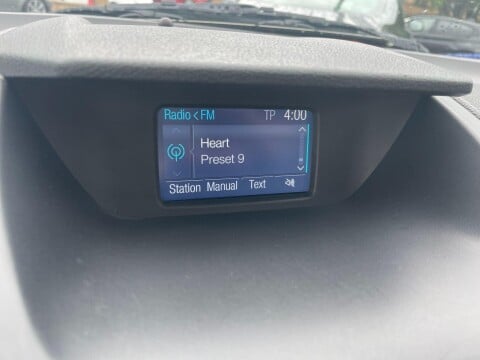 Radio < FM TP 4:00
Heart
Preset 9
Station Manual Text